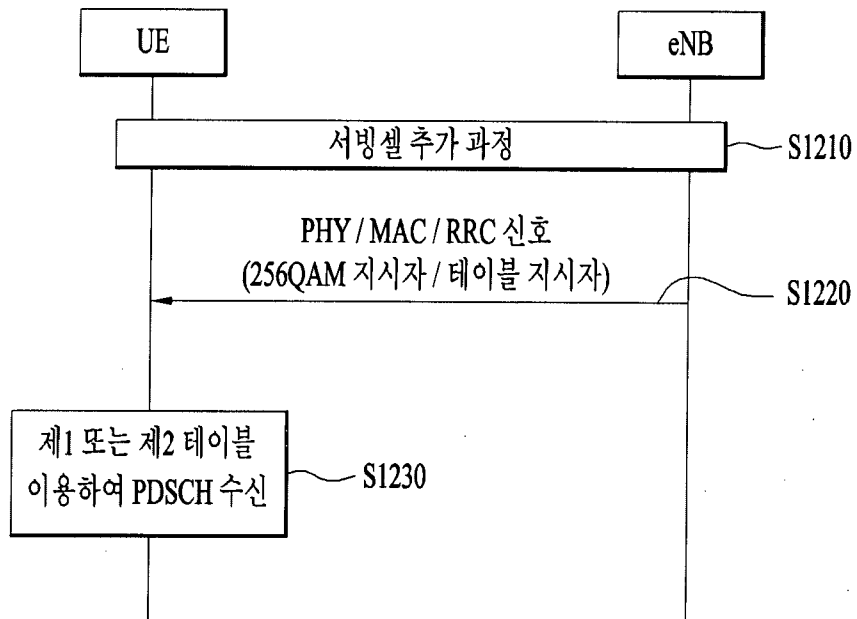 UE
eNB
서빙셀 추가 과정
S1210
PHY / MAC / RRC 신호
(256QAM 지시자 / 테이블 지시자)
S1220
제1 또는 제2 테이블
이용하여 PDSCH 수신
S1230